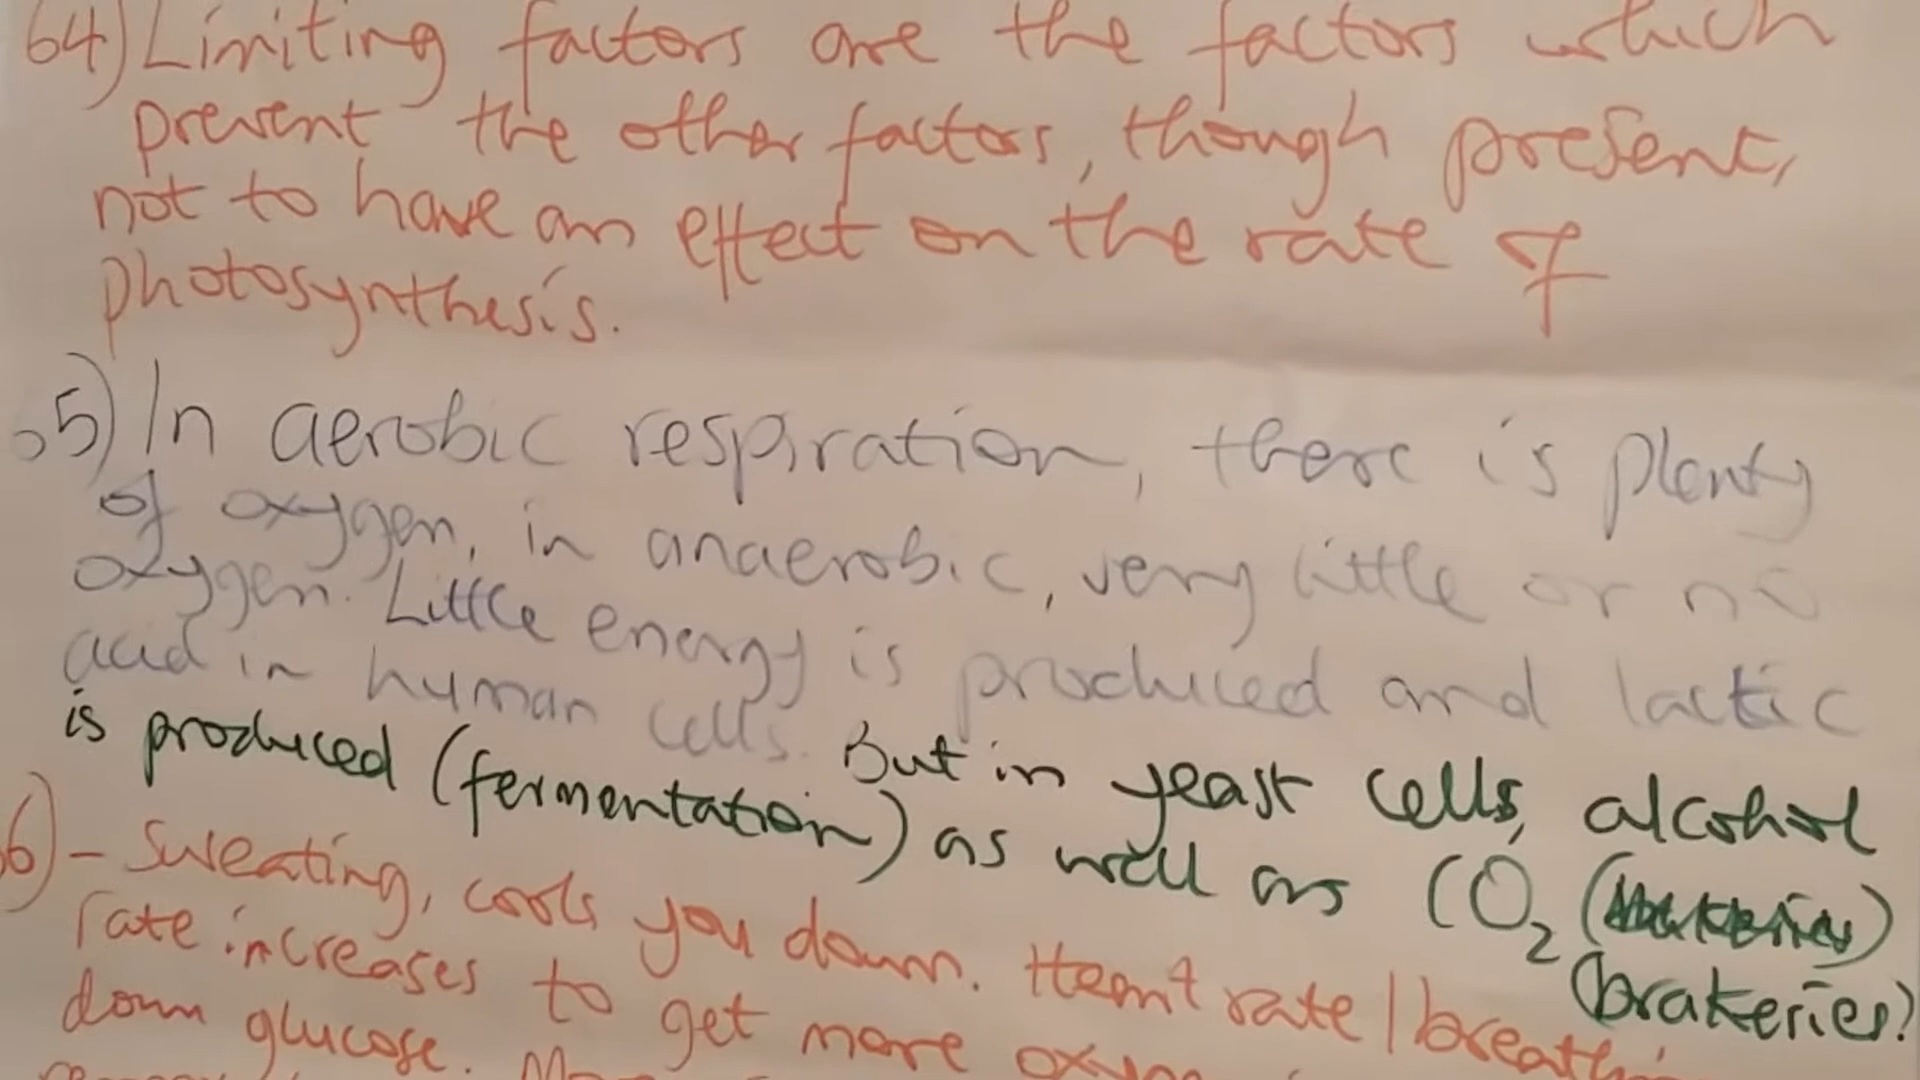 64) Limiting factors are the factors which
prevent the other factors, though present,
not to have an effect on the rate of
photosynthesis.
65) In aerobic respiration, there is plenty
of oxygen, in anaerobic, very little or no
oxygen. Little energy is produced and lactic
acid in human cells. But in yeast cells, alcohol
is produced (fermentation) as well as CO2
(brakeries)
6) - Sweating, cools you down. Heart rate / breathing
rate increases to get more oxygen
down glucose.